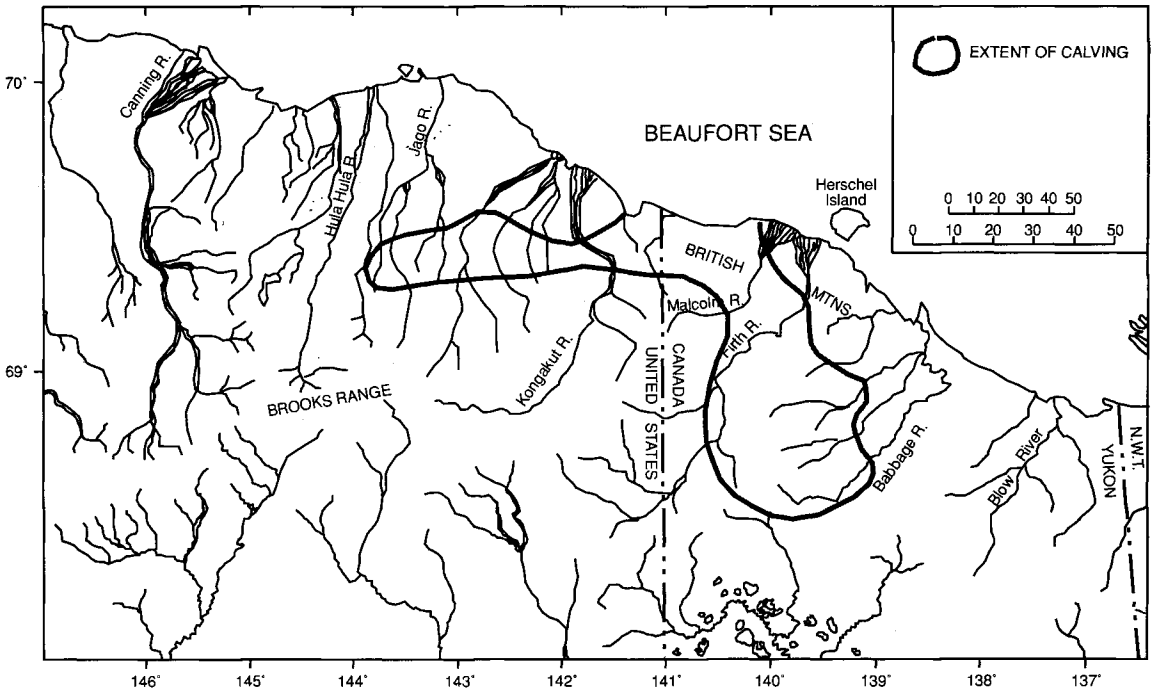 EXTENT OF CALVING
0 10 20 30 40 50
0 10 20 30 40 50
70°
69°
Canning R.
Hula Hula R.
Jago R.
BEAUFORT SEA
Herschel
Island
BRITISH
MTNS
Malcolm R.
Firth R.
Kongakut R.
BROOKS RANGE
CANADA
UNITED STATES
Babbage R.
Blow River
YUKON
N.W.T.
146° 145° 144° 143° 142° 141° 140° 139° 138° 137°